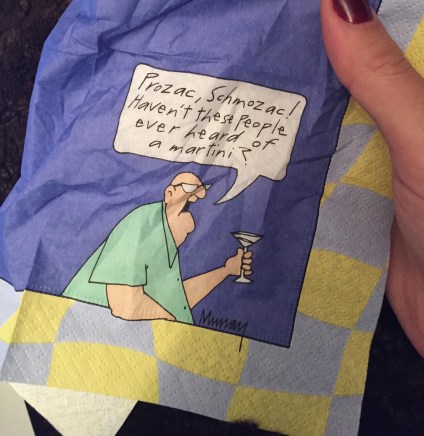 Prozac, Schmozac!
Haven't these People
ever heard of
a martini?
Murray